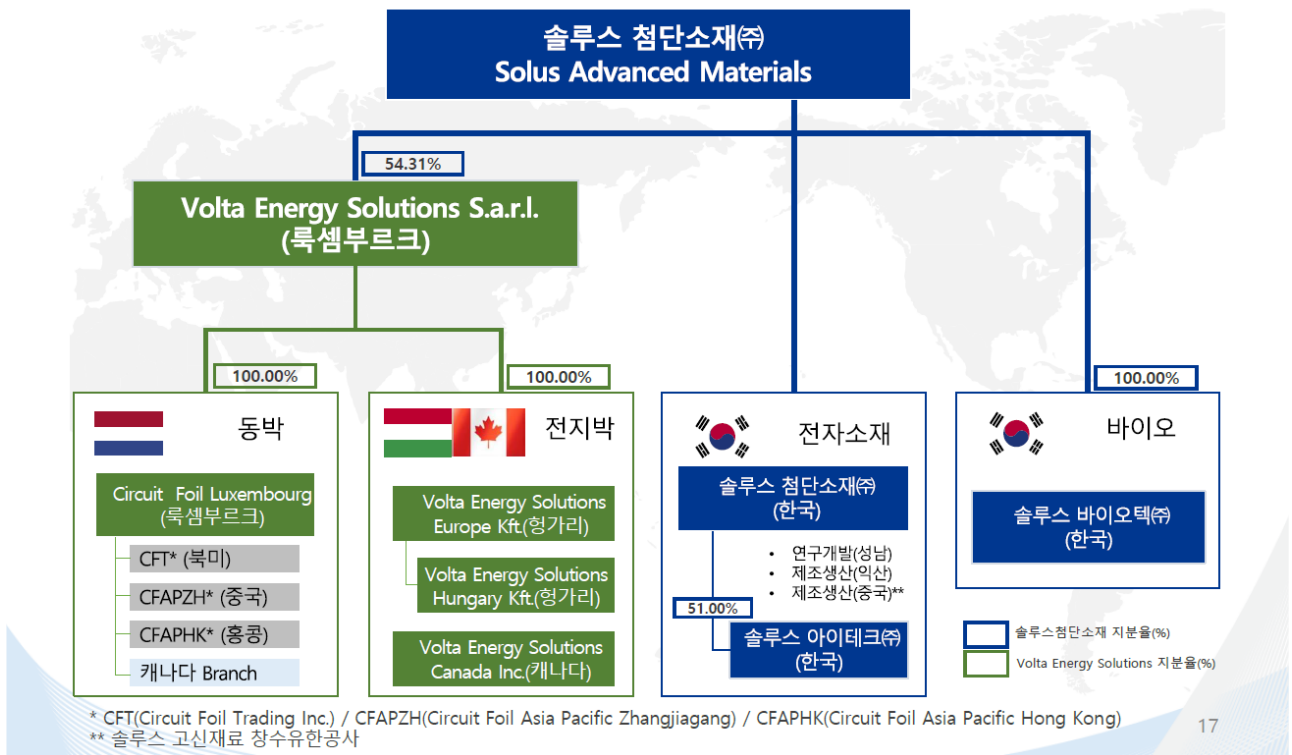 솔루스 첨단소재㈜
Solus Advanced Materials
54.31%
Volta Energy Solutions S.a.r.l.
(룩셈부르크)
100.00%
100.00%
100.00%
동박
전지박
전자소재
바이오
Circuit Foil Luxembourg
(룩셈부르크)
CFT* (북미)
CFAPZH* (중국)
CFAPHK* (홍콩)
캐나다 Branch
Volta Energy Solutions
Europe Kft.(헝가리)
Volta Energy Solutions
Hungary Kft.(헝가리)
Volta Energy Solutions
Canada Inc.(캐나다)
솔루스 첨단소재㈜
(한국)
• 연구개발(성남)
• 제조생산(익산)
• 제조생산(중국)**
51.00%
솔루스 아이테크㈜
(한국)
솔루스 바이오텍㈜
(한국)
솔루스첨단소재 지분율(%)
Volta Energy Solutions 지분율(%)
* CFT(Circuit Foil Trading Inc.) / CFAPZH(Circuit Foil Asia Pacific Zhangjiagang) / CFAPHK(Circuit Foil Asia Pacific Hong Kong)
** 솔루스 고신재료 창수유한공사
17